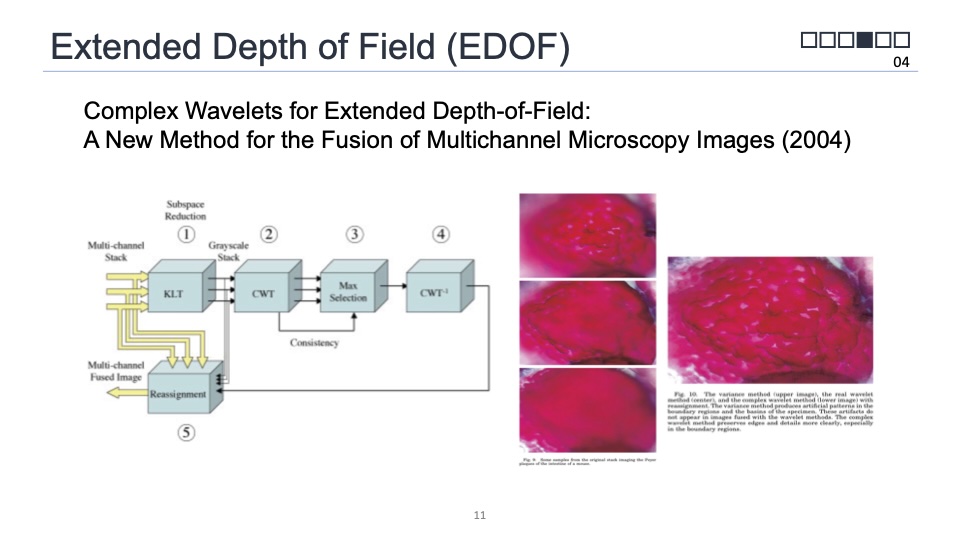 Extended Depth of Field (EDOF)
04
Complex Wavelets for Extended Depth-of-Field:
A New Method for the Fusion of Multichannel Microscopy Images (2004)
Subspace
Reduction
1
2
3
4
Multi-channel
Stack
Grayscale
Stack
KLT
CWT
Max
Selection
CWT-1
Consistency
Multi-channel
Fused Image
Reassignment
5
Fig. 9. Some samples from the original stack imaging the Peyer
plaques of the intestine of a mouse.
Fig. 10. The variance method (upper image), the real wavelet
method (center), and the complex wavelet method (lower image) with
reassignment. The variance method produces artificial patterns in the
boundary regions and the basins of the specimen. These artifacts do
not appear in images fused with the wavelet methods. The complex
wavelet method preserves edges and details more clearly, especially
in the boundary regions.
11